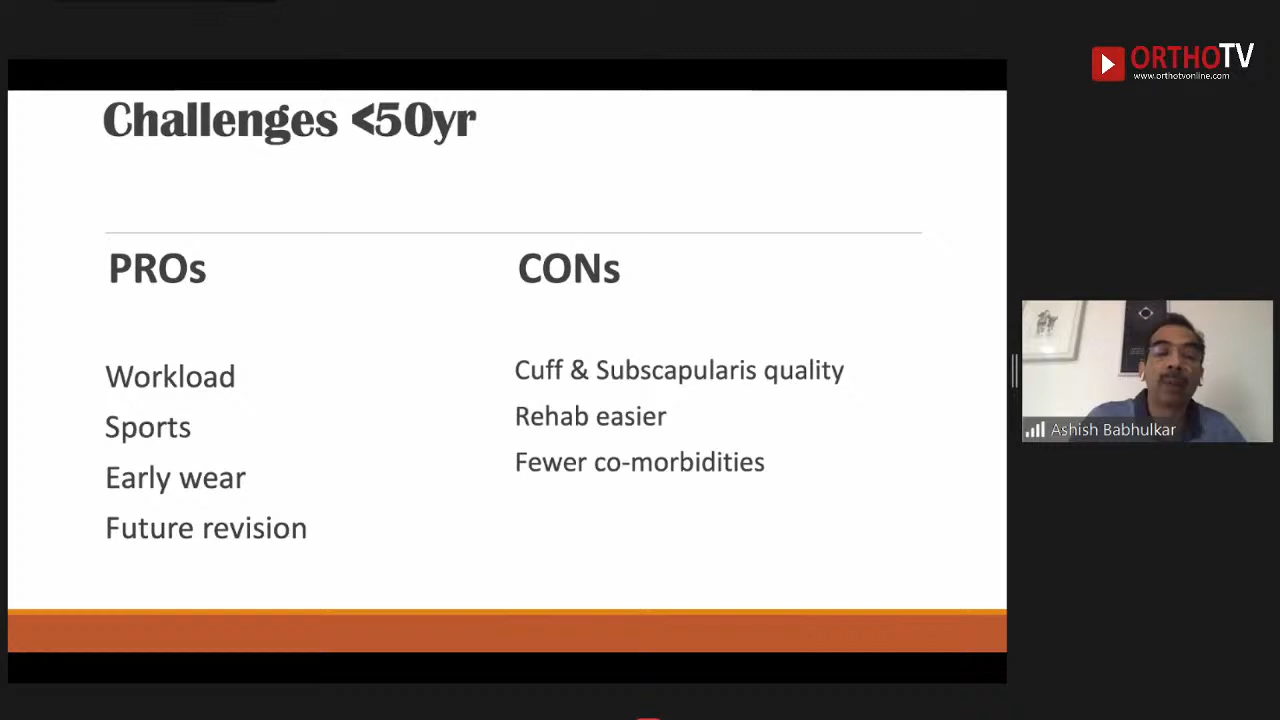 ORTHOTV
www.orthotvonline.com
Challenges <50yr
PROs
Workload
Sports
Early wear
Future revision
CONs
Cuff & Subscapularis quality
Rehab easier
Fewer co-morbidities
Ashish Babhulkar